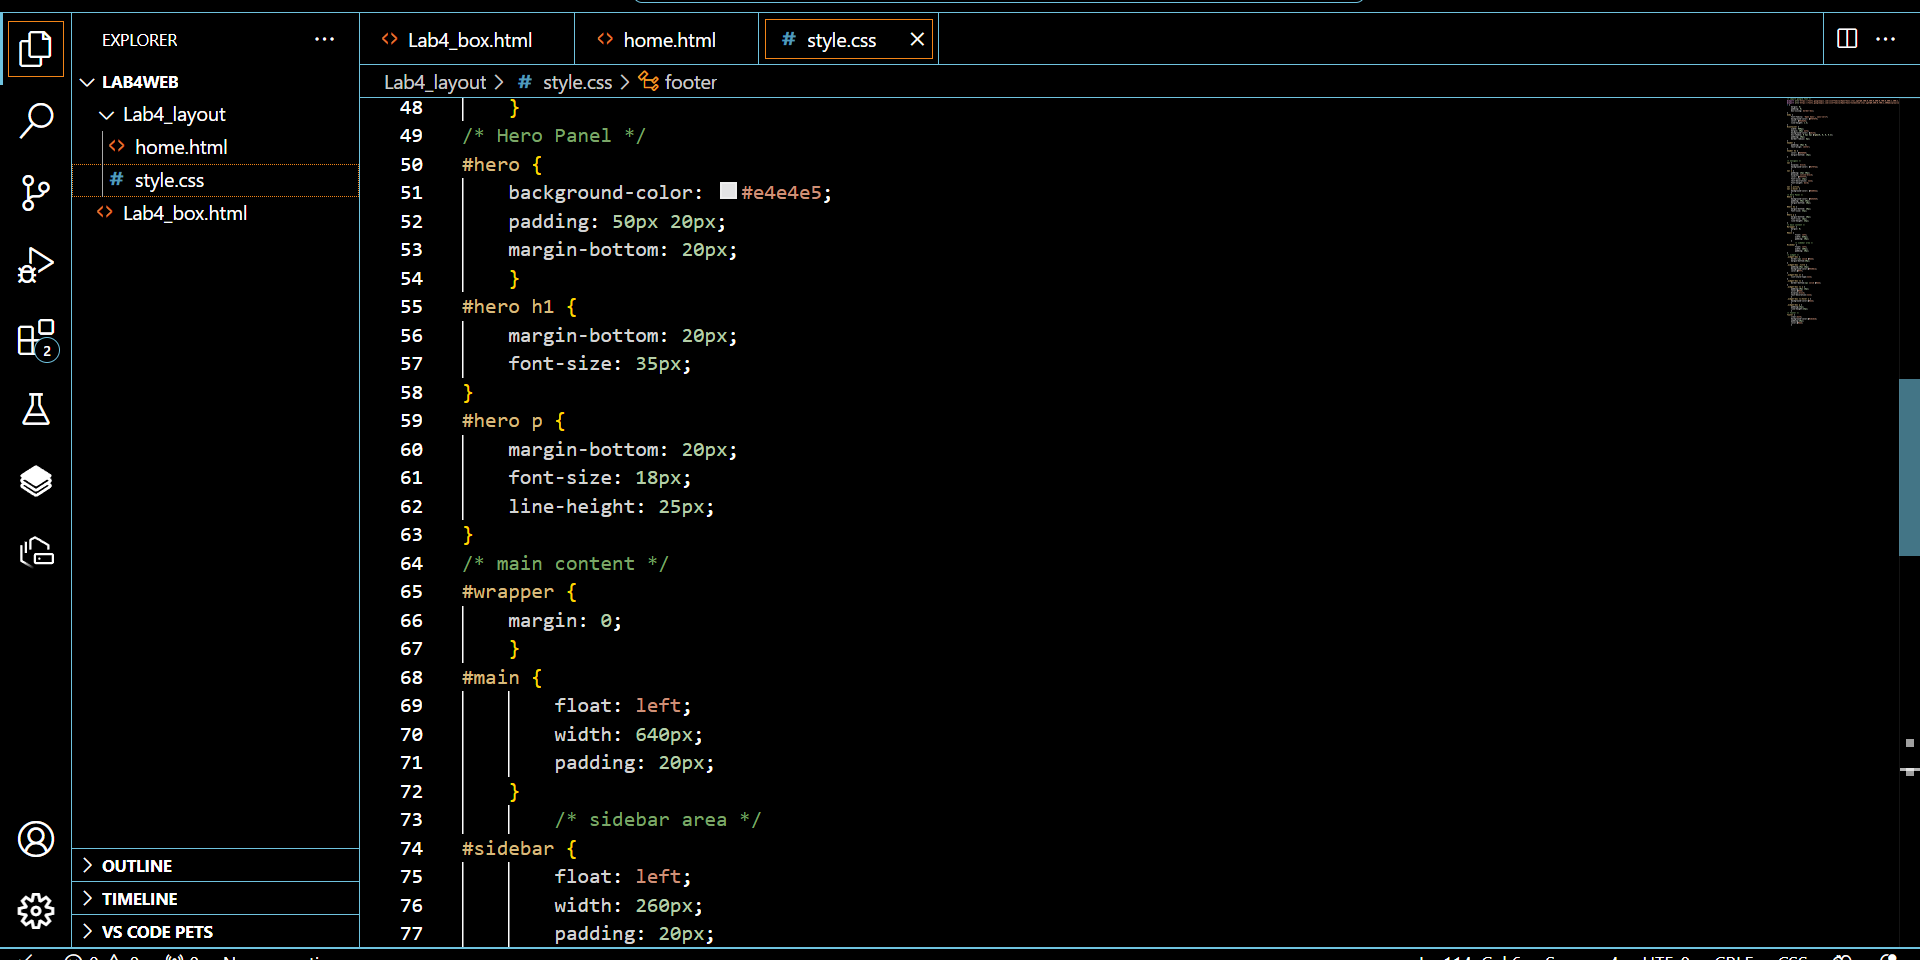 EXPLORER
LAB4WEB
Lab4_layout
home.html
style.css
Lab4_box.html
2
OUTLINE
TIMELINE
VS CODE PETS
Lab4_box.html
home.html
# style.css
Lab4_layout > # style.css > footer
48 }
49 /* Hero Panel */
50 #hero {
51 background-color: #e4e4e5;
52 padding: 50px 20px;
53 margin-bottom: 20px;
54 }
55 #hero h1 {
56 margin-bottom: 20px;
57 font-size: 35px;
58 }
59 #hero p {
60 margin-bottom: 20px;
61 font-size: 18px;
62 line-height: 25px;
63 }
64 /* main content */
65 #wrapper {
66 margin: 0;
67 }
68 #main {
69 float: left;
70 width: 640px;
71 padding: 20px;
72 }
73 /* sidebar area */
74 #sidebar {
75 float: left;
76 width: 260px;
77 padding: 20px;